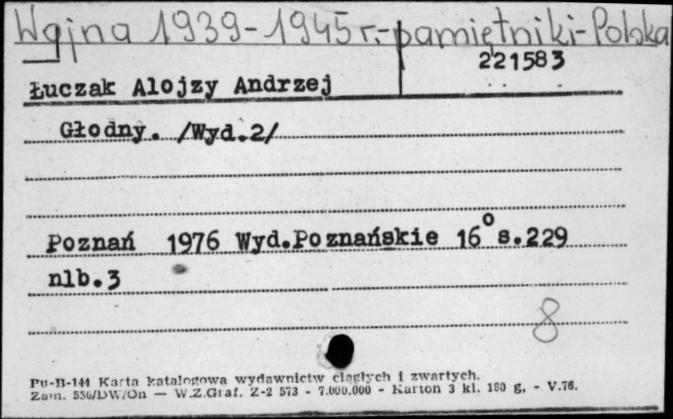 Wojna 1939-1945 r.-pamiętniki-Polska
221583
Łuczak Alojzy Andrzej
Głodny. /Wyd.2/
Poznań 1976 Wyd.Poznańskie 16° s.229
nlb.3
8
Pu-B-144 Karta katalogowa wydawnictw ciągłych i zwartych.
Zam. 556/DW/On — W.Z.Graf. Z-2 573 - 7.000.000 - Karton 3 kl. 180 g. - V.76.